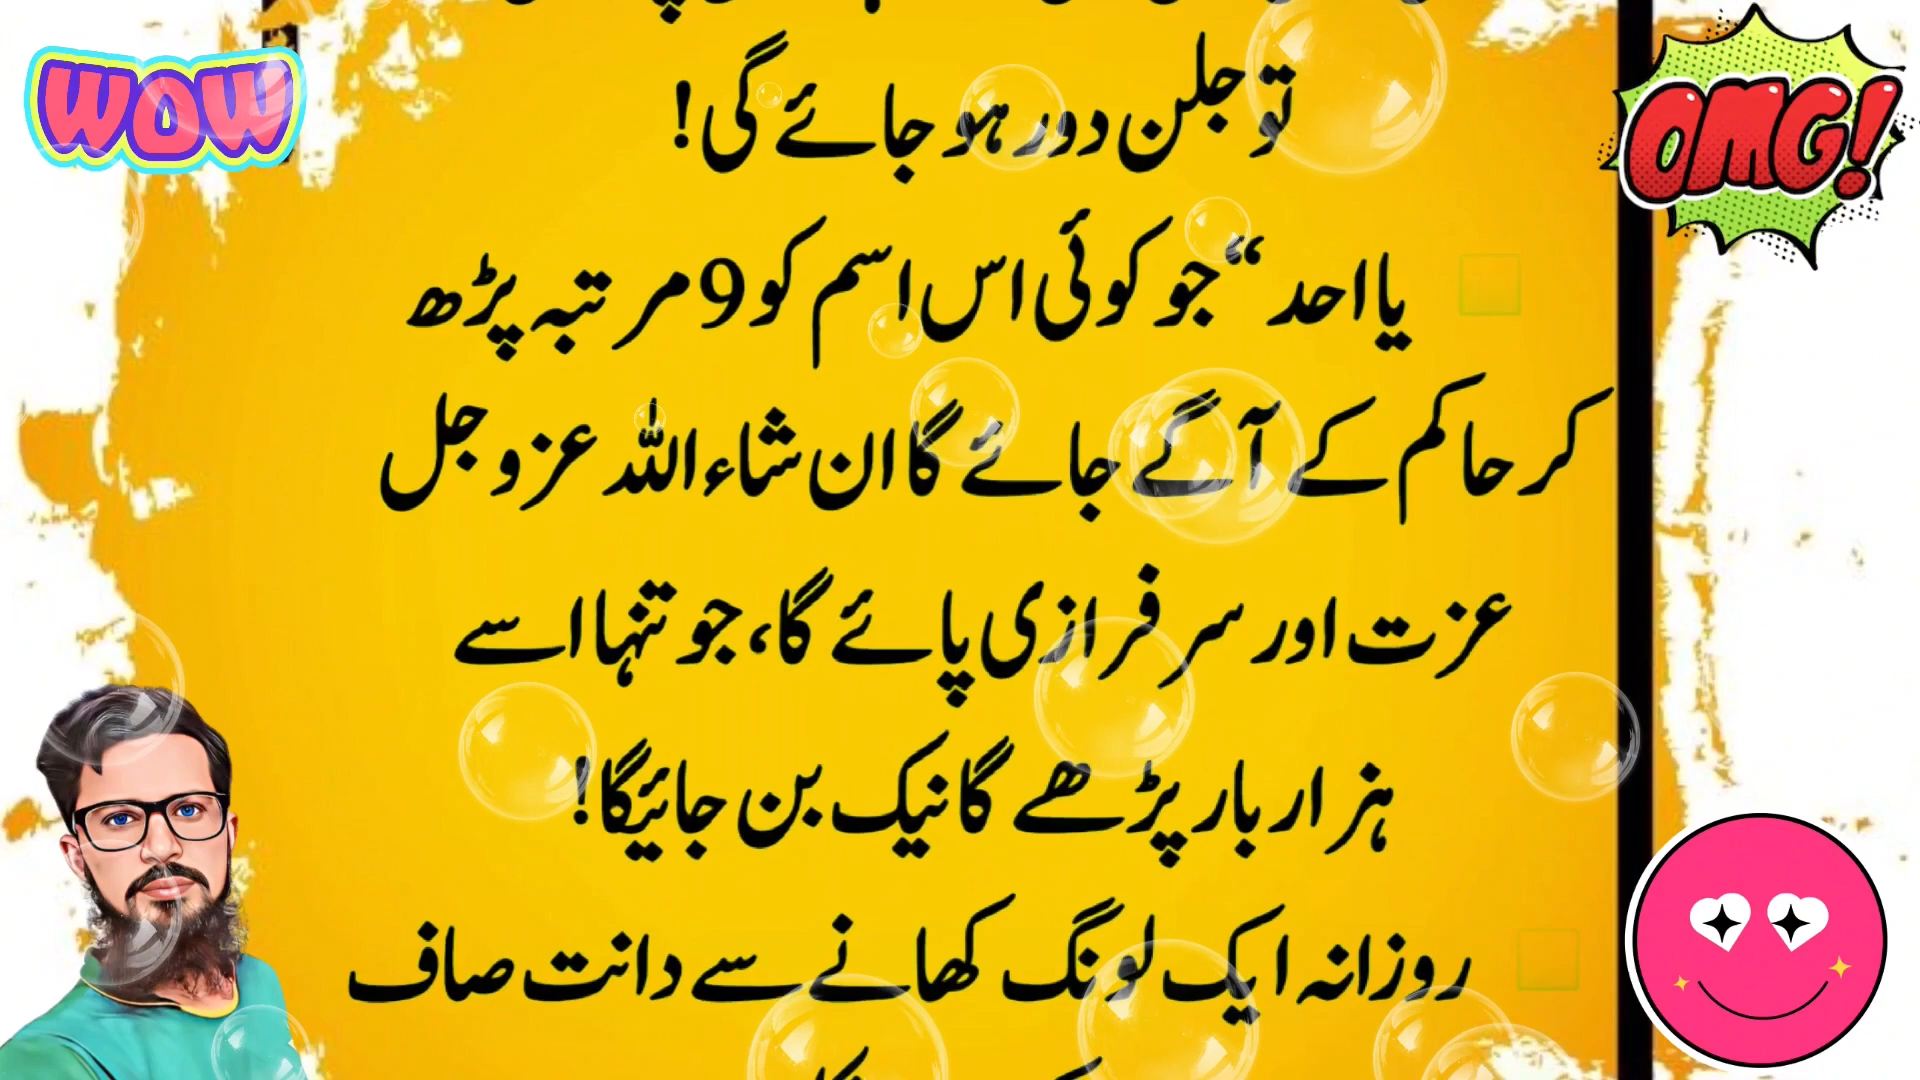 WOW
OMG!
تو جلن دور ہو جائے گی!
یااحد “جو کوئی اس اسم کو 9 مرتبہ پڑھ
کر حاکم کے آگے جائے گا ان شاء اللہ عزوجل
عزت اور سرفرازی پائے گا، جو تنہا اسے
ہزار بار پڑھے گا نیک بن جائیگا!
روزانہ ایک لونگ کھانے سے دانت صاف